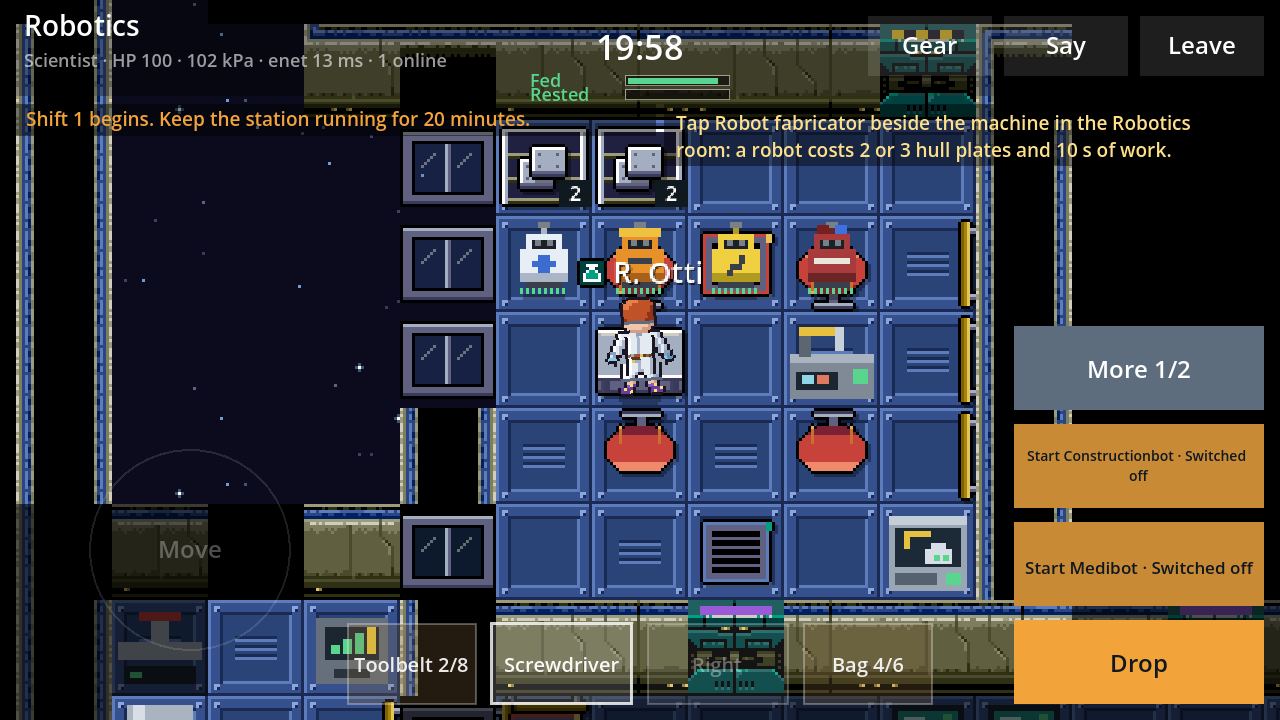 Robotics
Scientist · HP 100 · 102 kPa · enet 13 ms · 1 online
19:58
Fed
Rested
Gear
Say
Leave
Shift 1 begins. Keep the station running for 20 minutes.
Tap Robot fabricator beside the machine in the Robotics
room: a robot costs 2 or 3 hull plates and 10 s of work.
2
2
R. Otti
More 1/2
Start Constructionbot · Switched
off
Move
Start Medibot · Switched off
Toolbelt 2/8
Screwdriver
Right
Bag 4/6
Drop